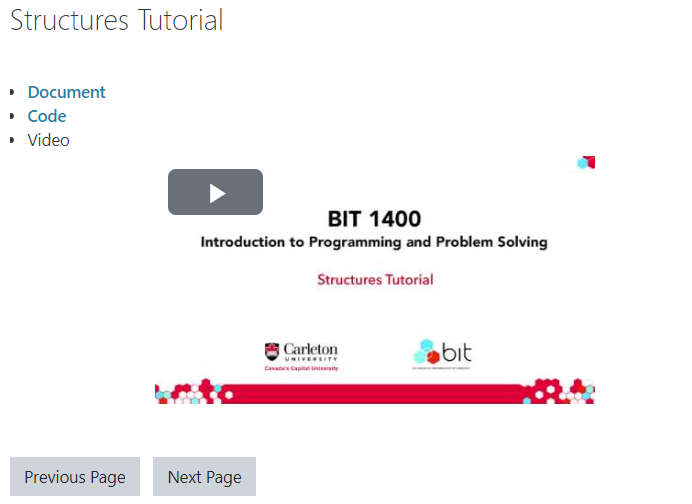 Structures Tutorial
Document
Code
Video
BIT 1400
Introduction to Programming and Problem Solving
Structures Tutorial
Carleton
UNIVERSITY
Canada's Capital University
bit
Previous Page
Next Page